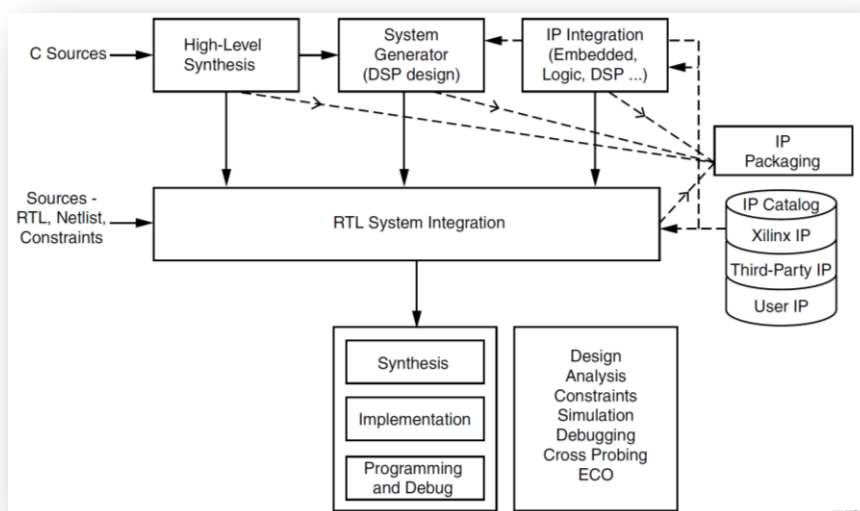 C Sources
High-Level
Synthesis
System
Generator
(DSP design)
IP Integration
(Embedded,
Logic, DSP ...)
IP
Packaging
Sources -
RTL, Netlist,
Constraints
RTL System Integration
IP Catalog
Xilinx IP
Third-Party IP
User IP
Synthesis
Implementation
Programming
and Debug
Design
Analysis
Constraints
Simulation
Debugging
Cross Probing
ECO